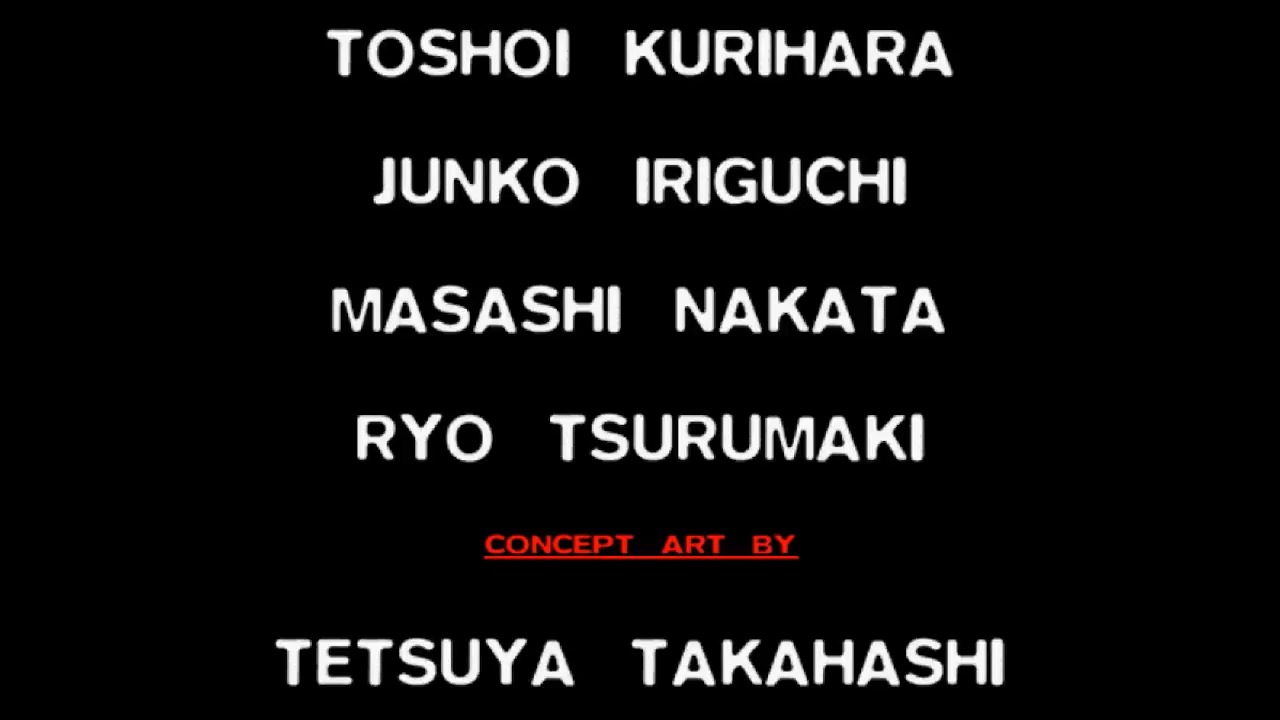 TOSHOI KURIHARA
JUNKO IRIGUCHI
MASASHI NAKATA
RYO TSURUMAKI
CONCEPT ART BY
TETSUYA TAKAHASHI